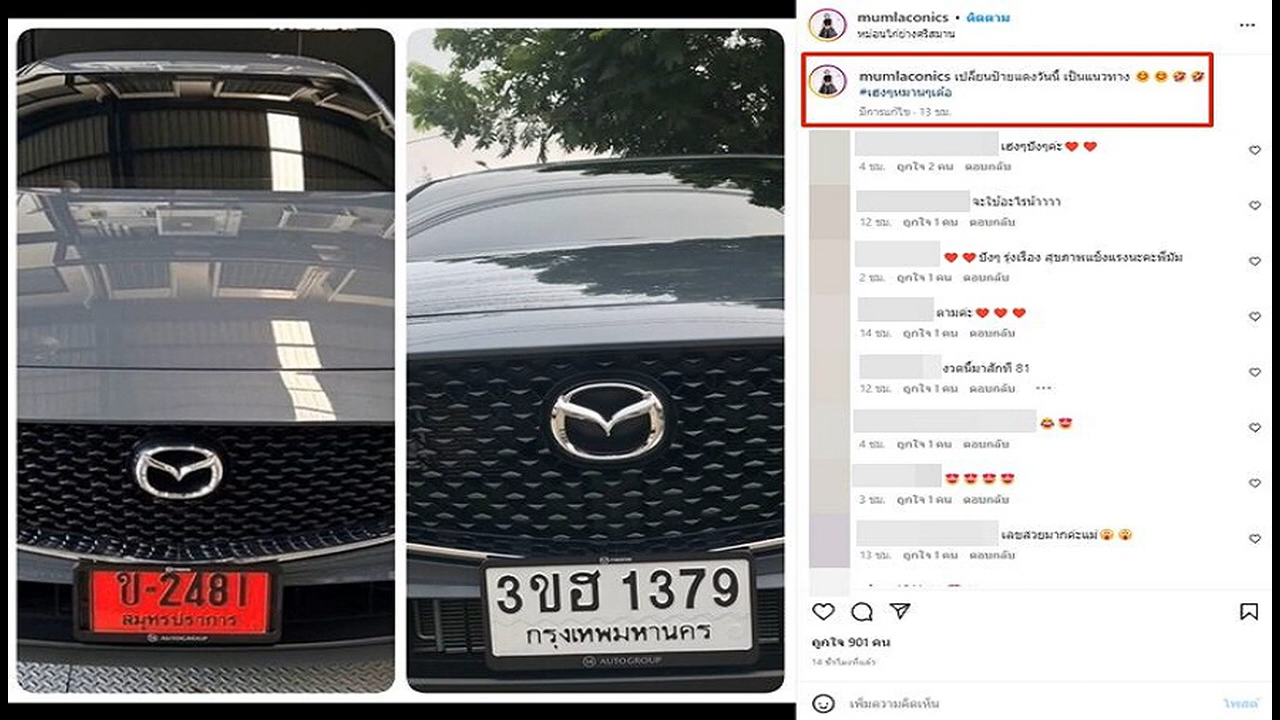 ข-2481
สมุทรปราการ
AUTOGROUP
3ขฮ 1379
กรุงเทพมหานคร
AUTOGROUP
mumlaconics • ติดตาม
หม่อนไก่ย่างศรีสมาน
mumlaconics เปลี่ยนป้ายแดงวันนี้ เป็นแนวทาง 😊 😊 🤣 🤣
#เฮงๆหมานๆเด้อ
มีการแก้ไข · 13 ชม.
เฮงๆปังๆค่ะ❤️ ❤️
4 ชม. ถูกใจ 2 คน ตอบกลับ
12 ชม. ถูกใจ 1 คน ตอบกลับ
❤️ ❤️ปังๆ รุ่งเรือง สุขภาพแข็งแรงนะคะพี่มัม
2 ชม. ถูกใจ 1 คน ตอบกลับ
ตามค่ะ❤️ ❤️ ❤️
14 ชม. ถูกใจ 1 คน ตอบกลับ
งวดนี้มาสักที 81
12 ชม. ถูกใจ 1 คน ตอบกลับ ...
😂 😍
4 ชม. ถูกใจ 1 คน ตอบกลับ
😍 😍 😍 😍
3 ชม. ถูกใจ 1 คน ตอบกลับ
เลขสวยมากค่ะแม่😱 😱
13 ชม. ถูกใจ 1 คน ตอบกลับ
ถูกใจ 901 คน
14 ชั่วโมงที่แล้ว
เพิ่มความคิดเห็น
โพสต์